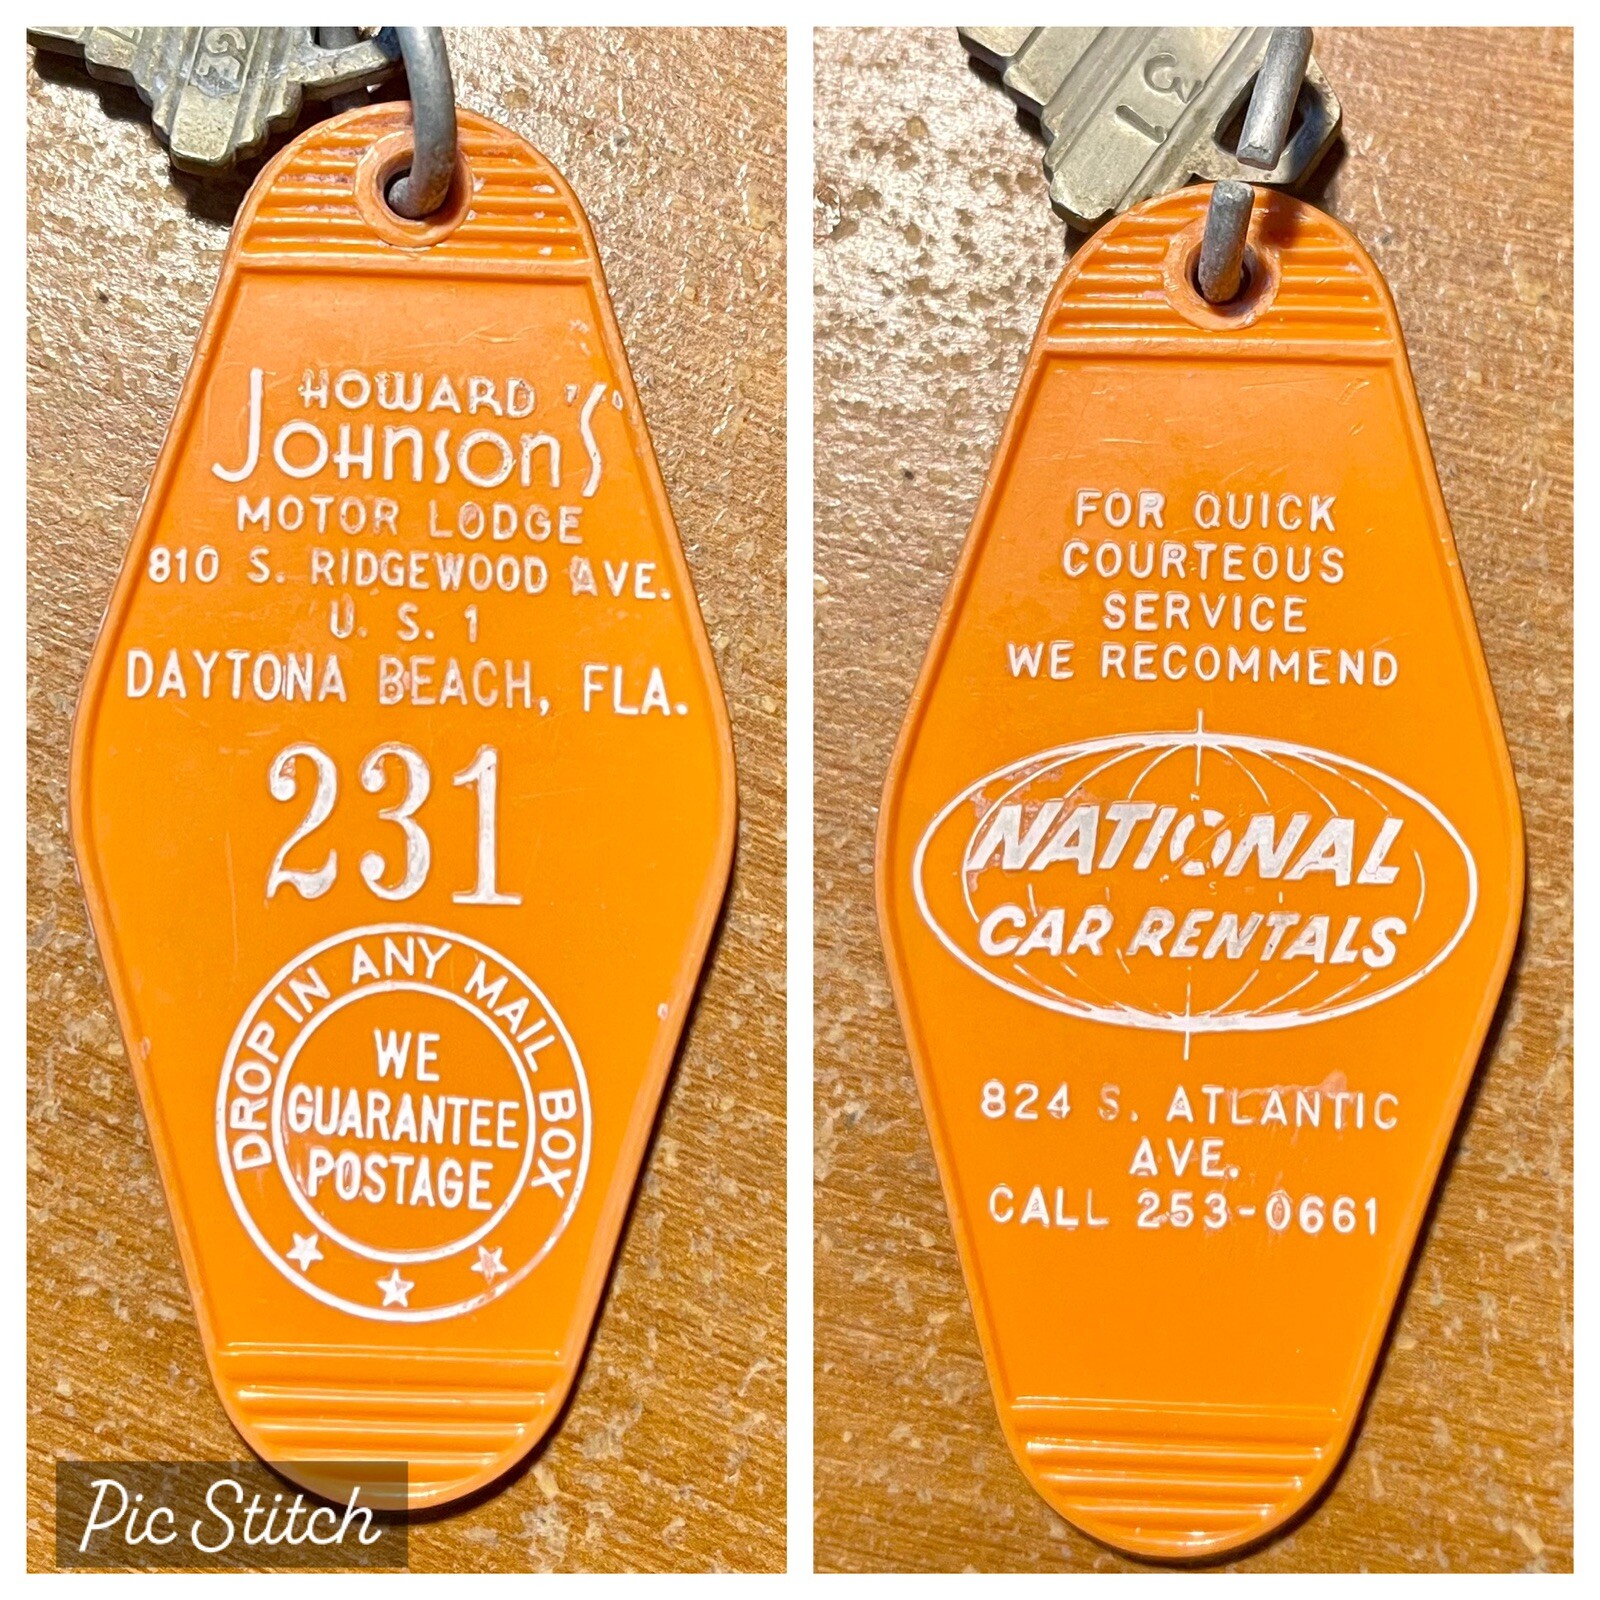 HOWARD
JOHNSON'S
MOTOR LODGE
810 S. RIDGEWOOD AVE.
U. S. 1
DAYTONA BEACH, FLA.
231
DROP IN ANY MAIL BOX
WE
GUARANTEE
POSTAGE
Pic Stitch
FOR QUICK
COURTEOUS
SERVICE
WE RECOMMEND
NATIONAL
CAR RENTALS
824 S. ATLANTIC
AVE.
CALL 253-0661